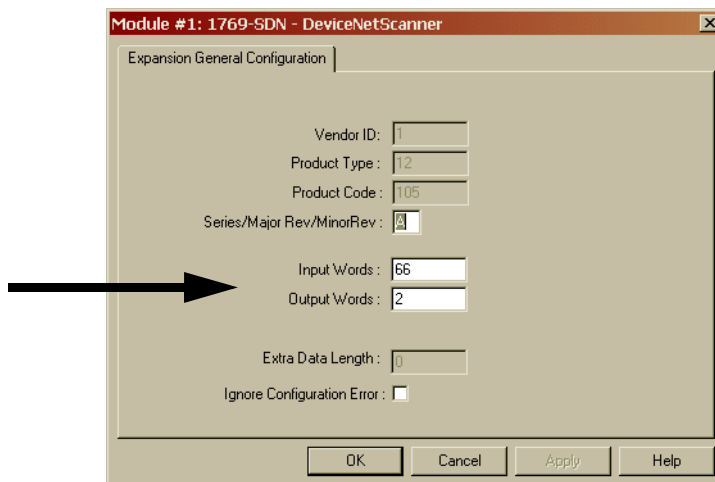 Module #1: 1769-SDN - DeviceNetScanner
Expansion General Configuration
Vendor ID: 1
Product Type : 12
Product Code : 105
Series/Major Rev/MinorRev : A
Input Words : 66
Output Words : 2
Extra Data Length : 0
Ignore Configuration Error :
OK Cancel Apply Help